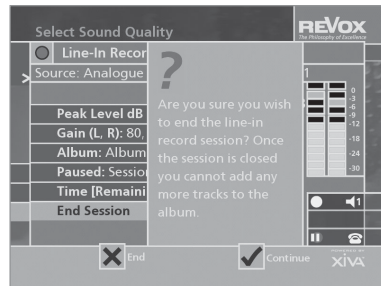 Select Sound Quality
REVOX
The Philosophy of Excellence
Line-In Recor
Source: Analogue
1
Peak Level dB
Gain (L, R): 80,
Album: Album
Paused: Session
Time [Remaini
End Session
?
Are you sure you wish
to end the line-in
record session? Once
the session is closed
you cannot add any
more tracks to the
album.
0
-3
-6
-9
-12
-18
-24
-30
1
End
Continue
XiVA